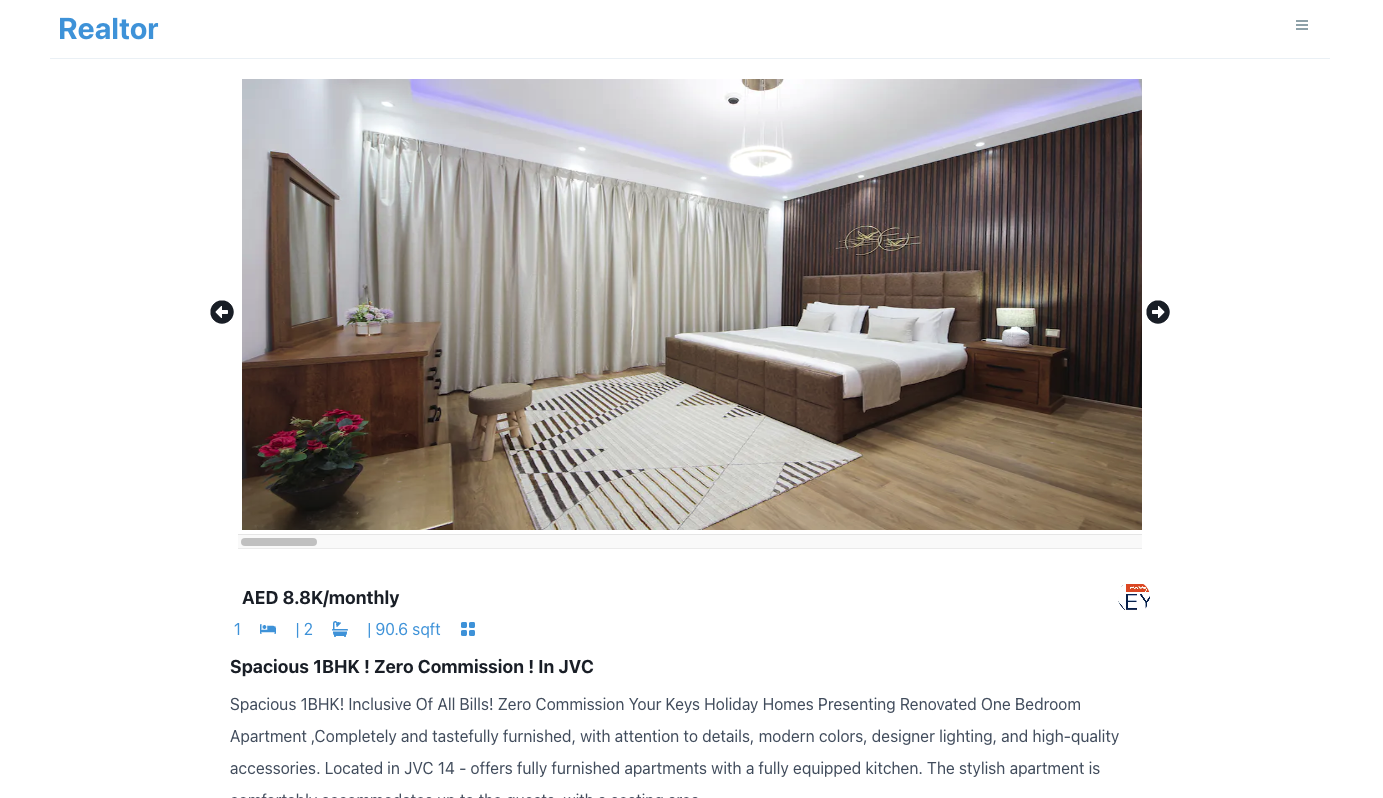 Realtor
AED 8.8K/monthly
EY
1 | 2 | 90.6 sqft
Spacious 1BHK ! Zero Commission ! In JVC
Spacious 1BHK! Inclusive Of All Bills! Zero Commission Your Keys Holiday Homes Presenting Renovated One Bedroom
Apartment ,Completely and tastefully furnished, with attention to details, modern colors, designer lighting, and high-quality
accessories. Located in JVC 14 - offers fully furnished apartments with a fully equipped kitchen. The stylish apartment is